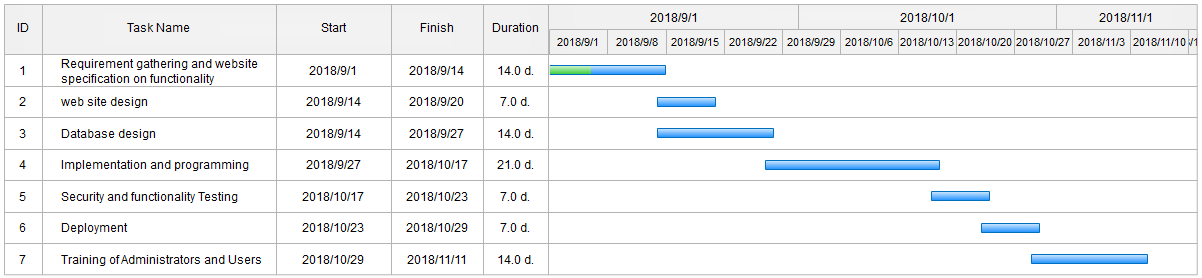 ID Task Name Start Finish Duration 2018/9/1 2018/10/1 2018/11/1
2018/9/1 2018/9/8 2018/9/15 2018/9/22 2018/9/29 2018/10/6 2018/10/13 2018/10/20 2018/10/27 2018/11/3 2018/11/10
1 Requirement gathering and website
specification on functionality 2018/9/1 2018/9/14 14.0 d.
2 web site design 2018/9/14 2018/9/20 7.0 d.
3 Database design 2018/9/14 2018/9/27 14.0 d.
4 Implementation and programming 2018/9/27 2018/10/17 21.0 d.
5 Security and functionality Testing 2018/10/17 2018/10/23 7.0 d.
6 Deployment 2018/10/23 2018/10/29 7.0 d.
7 Training of Administrators and Users 2018/10/29 2018/11/11 14.0 d.